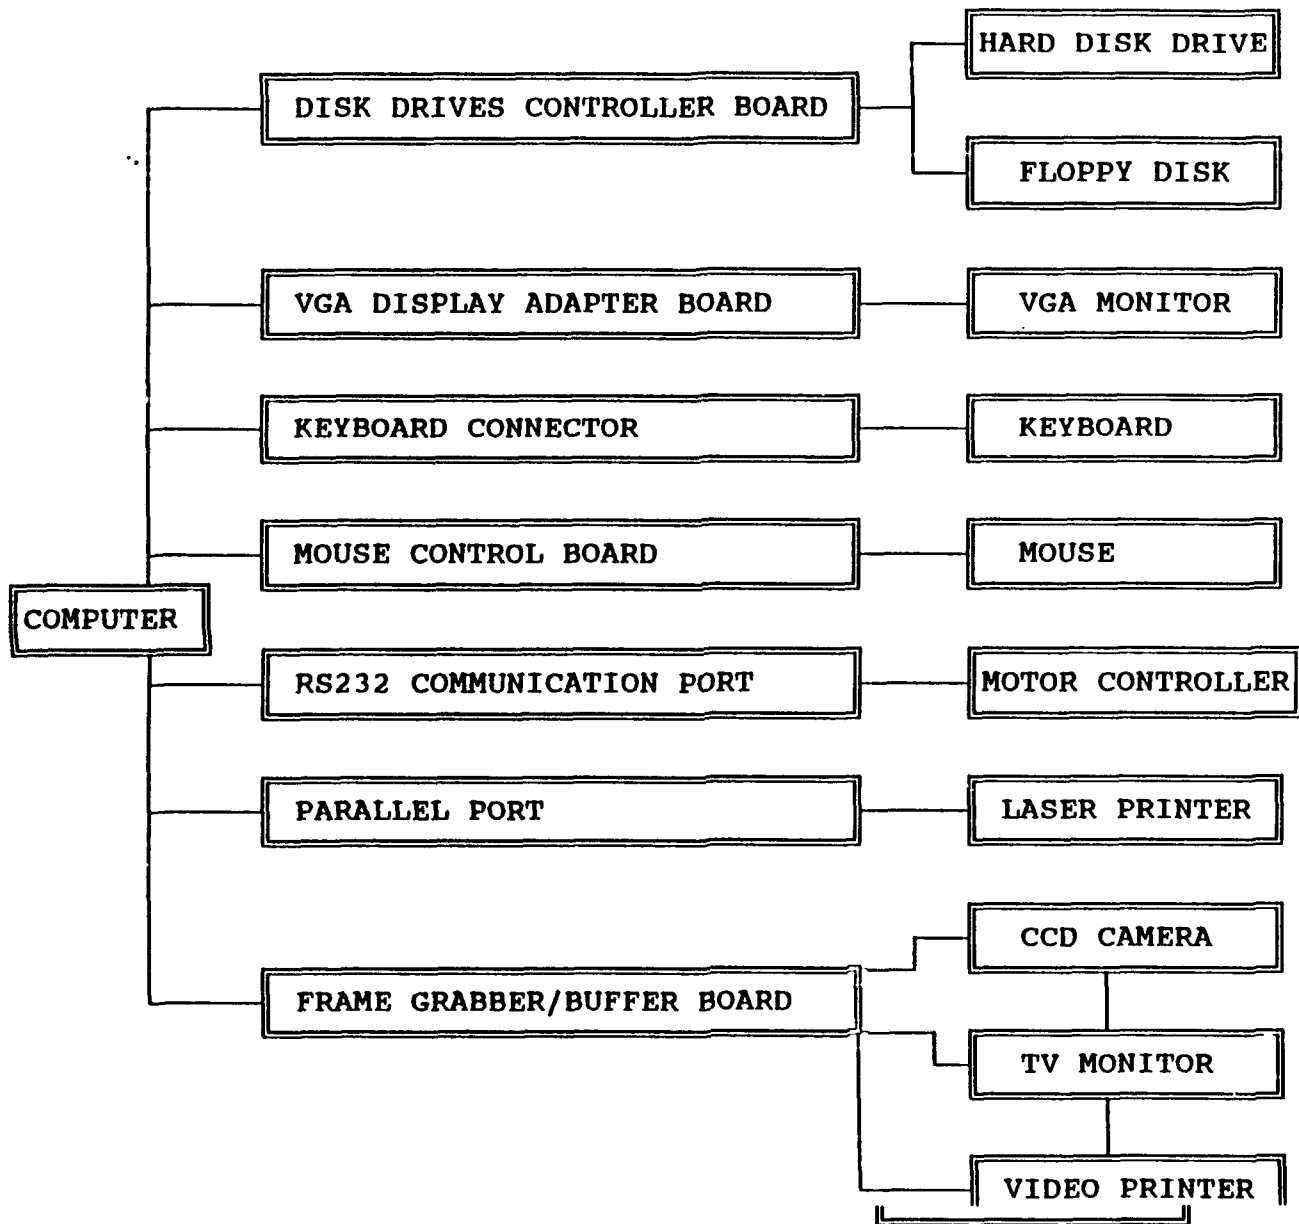 HARD DISK DRIVE
DISK DRIVES CONTROLLER BOARD
FLOPPY DISK
VGA DISPLAY ADAPTER BOARD
VGA MONITOR
KEYBOARD CONNECTOR
KEYBOARD
MOUSE CONTROL BOARD
MOUSE
COMPUTER
RS232 COMMUNICATION PORT
MOTOR CONTROLLER
PARALLEL PORT
LASER PRINTER
CCD CAMERA
FRAME GRABBER/BUFFER BOARD
TV MONITOR
VIDEO PRINTER